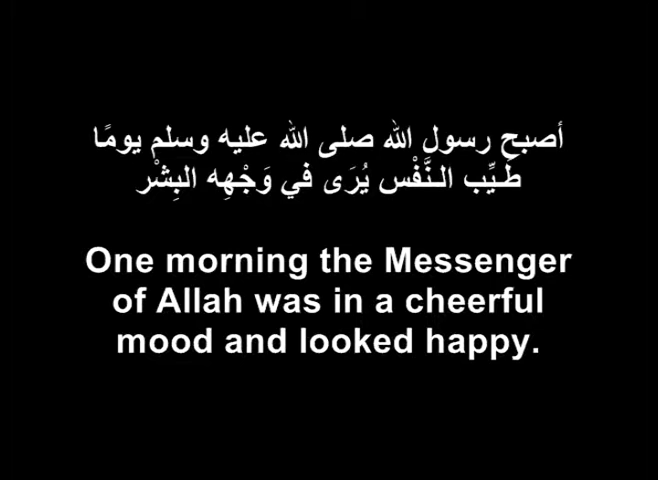 أصبح رسول الله صلى الله عليه وسلم يومًا
طَيِّب النَّفْس يُرَى في وَجْهِه البِشْر
One morning the Messenger
of Allah was in a cheerful
mood and looked happy.